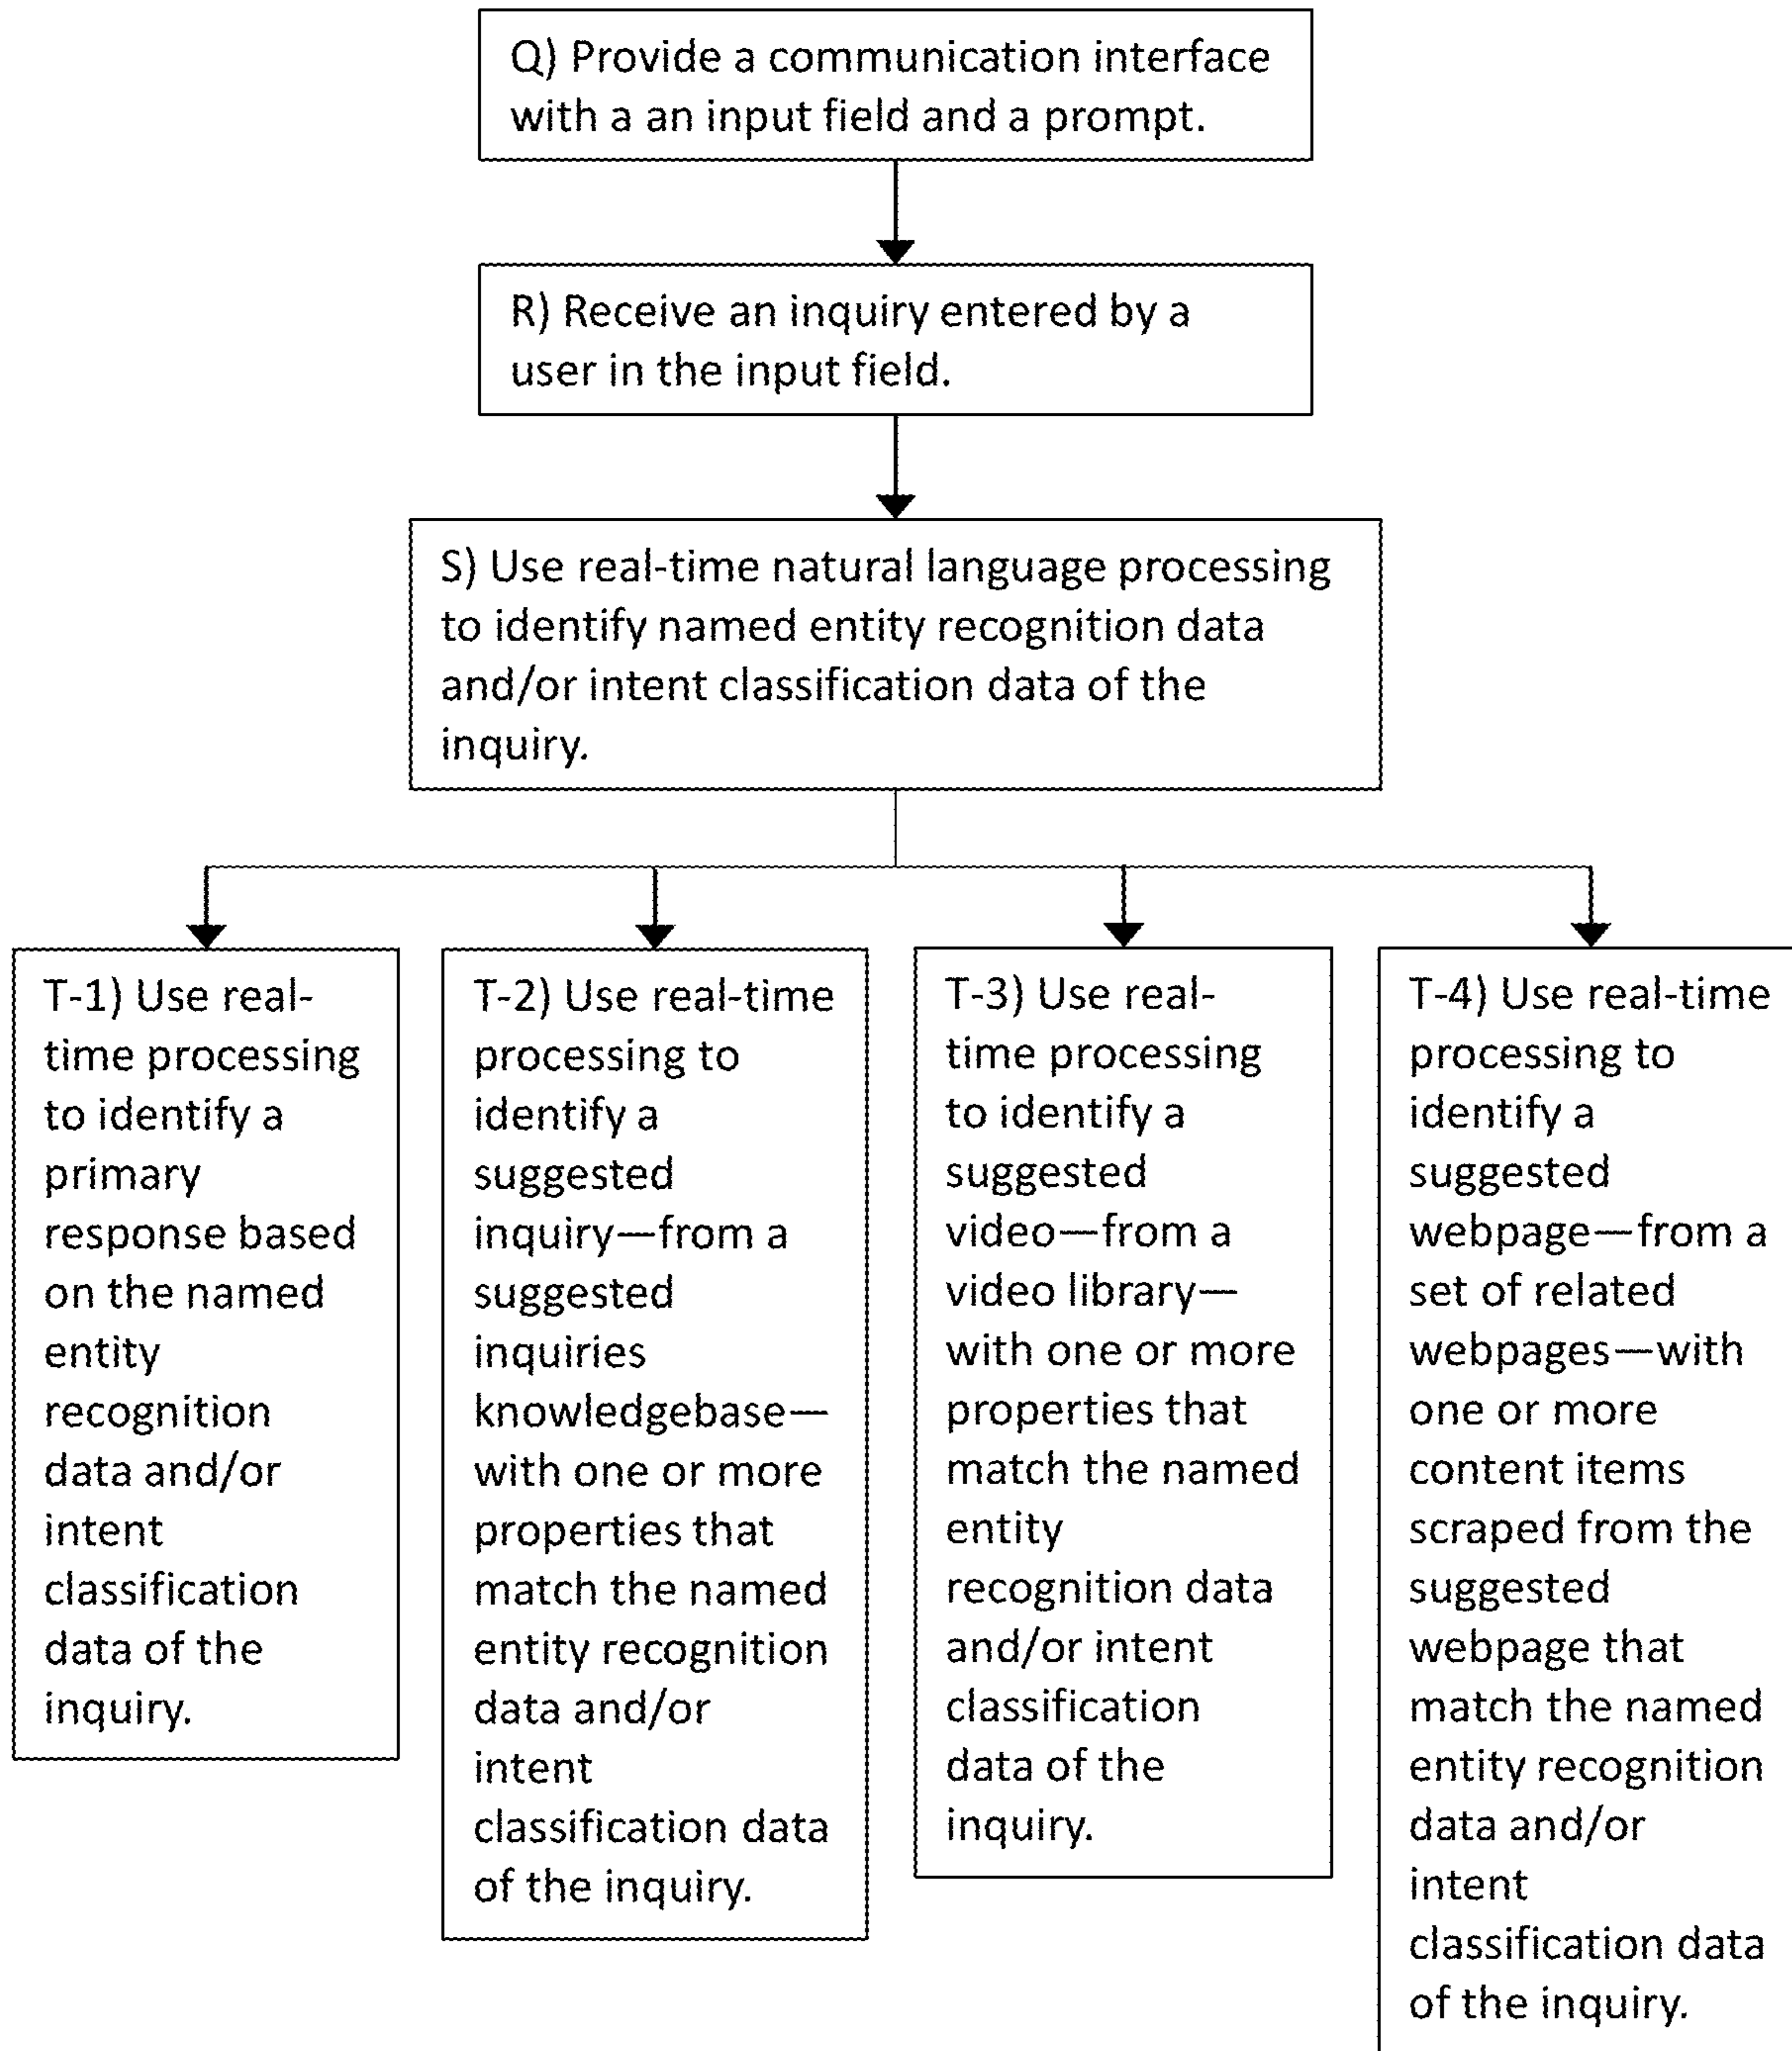 Q) Provide a communication interface
with a an input field and a prompt.
R) Receive an inquiry entered by a
user in the input field.
S) Use real-time natural language processing
to identify named entity recognition data
and/or intent classification data of the
inquiry.
T-1) Use real-
time processing
to identify a
primary
response based
on the named
entity
recognition
data and/or
intent
classification
data of the
inquiry.
T-2) Use real-time
processing to
identify a
suggested
inquiry—from a
suggested
inquiries
knowledgebase—
with one or more
properties that
match the named
entity recognition
data and/or
intent
classification data
of the inquiry.
T-3) Use real-
time processing
to identify a
suggested
video—from a
video library—
with one or more
properties that
match the named
entity
recognition data
and/or intent
classification
data of the
inquiry.
T-4) Use real-time
processing to
identify a
suggested
webpage—from a
set of related
webpages—with
one or more
content items
scraped from the
suggested
webpage that
match the named
entity recognition
data and/or
intent
classification data
of the inquiry.